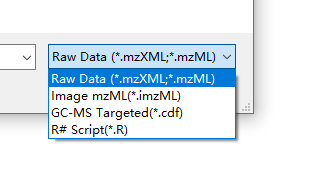 Raw Data (*.mzXML;*.mzML)
Raw Data (*.mzXML;*.mzML)
Image mzML(*.imzML)
GC-MS Targeted(*.cdf)
R# Script(*.R)